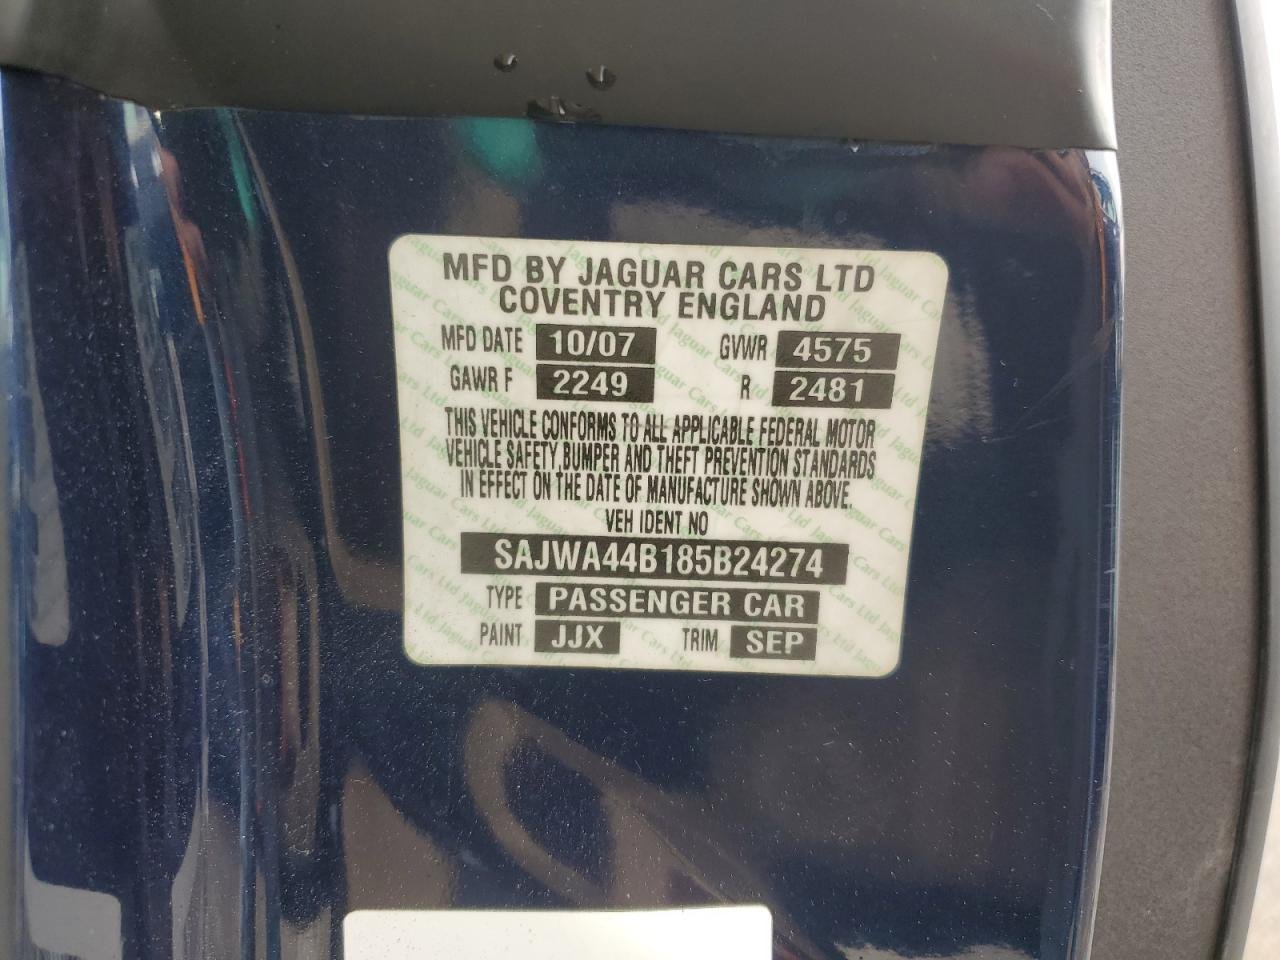 MFD BY JAGUAR CARS LTD
COVENTRY ENGLAND
MFD DATE 10/07 GVWR 4575
GAWR F 2249 R 2481
THIS VEHICLE CONFORMS TO ALL APPLICABLE FEDERAL MOTOR
VEHICLE SAFETY,BUMPER AND THEFT PREVENTION STANDARDS
IN EFFECT ON THE DATE OF MANUFACTURE SHOWN ABOVE.
VEH IDENT NO
SAJWA44B185B24274
TYPE PASSENGER CAR
PAINT JJX TRIM SEP